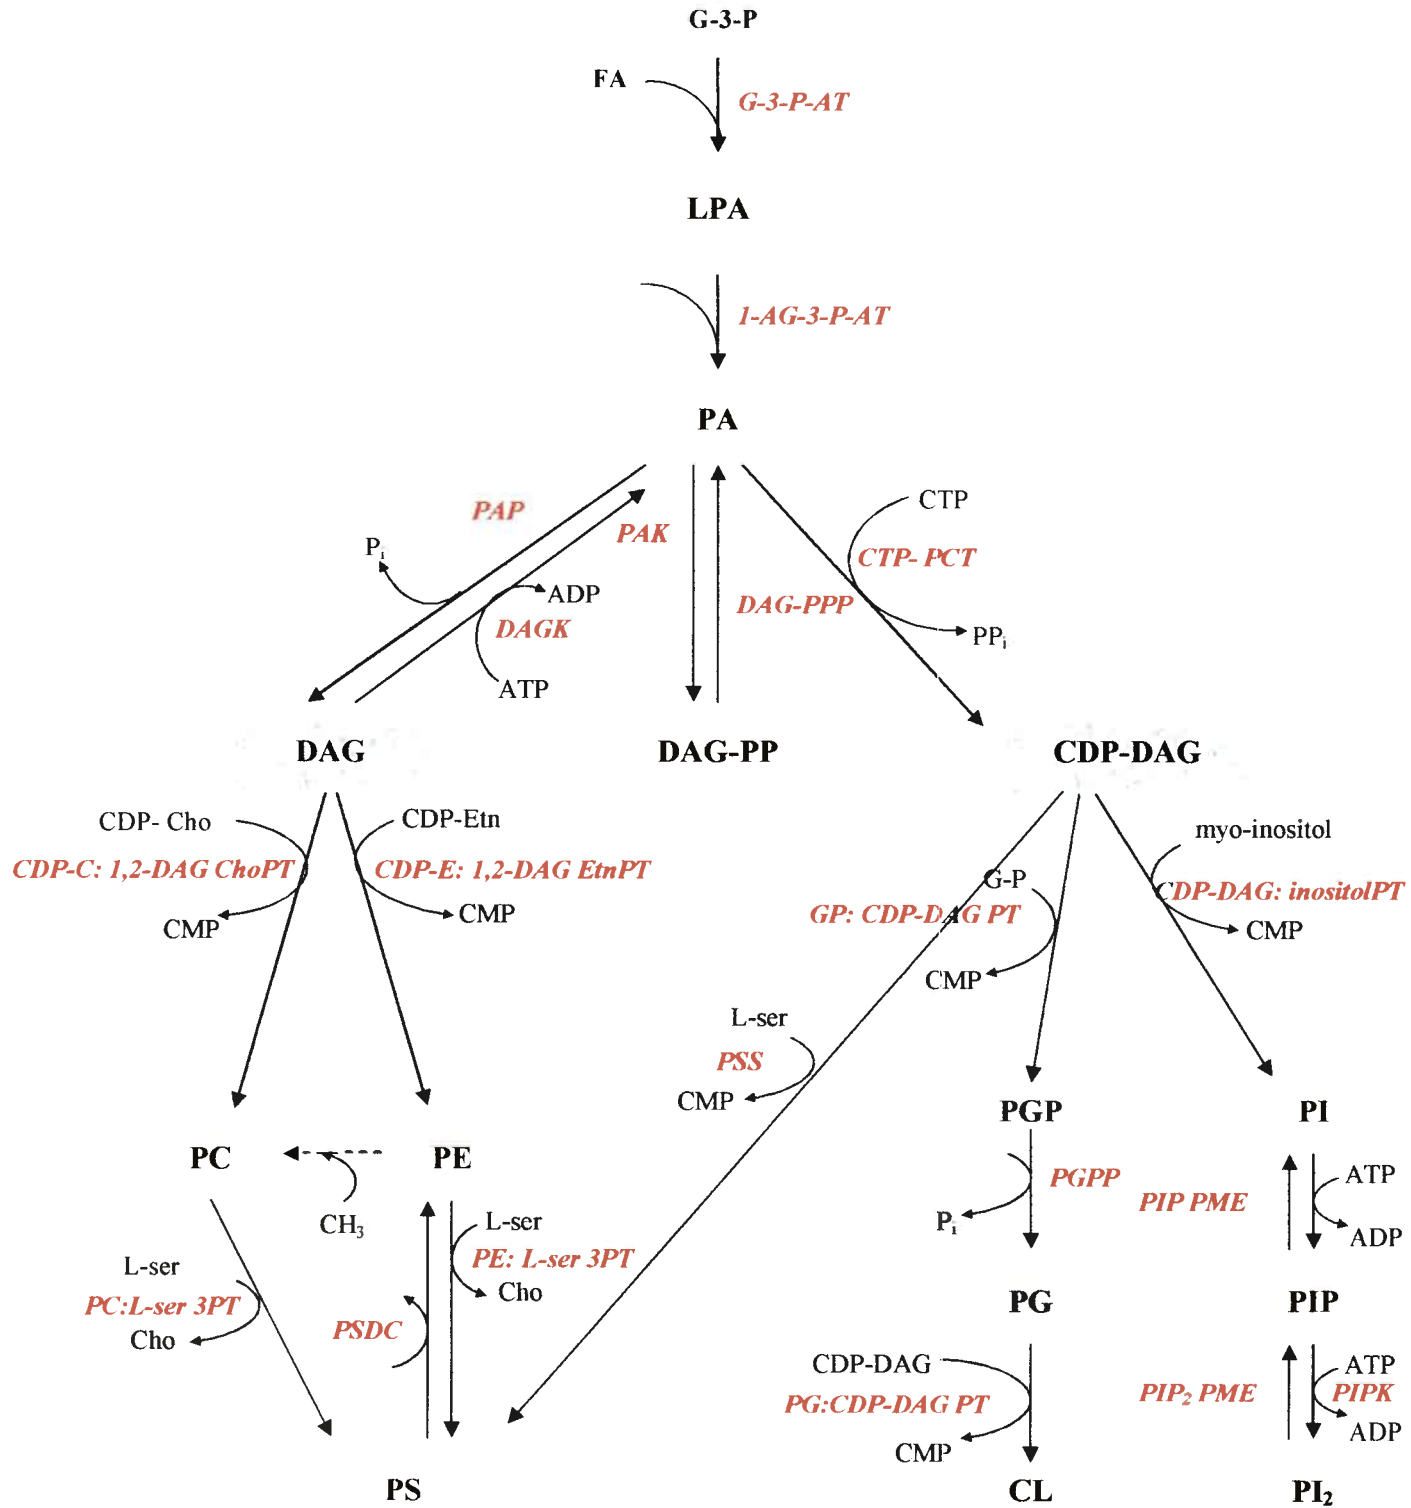 G-3-P
FA
G-3-P-AT
LPA
1-AG-3-P-AT
PA
PAP
PAK
CTP
CTP- PCT
Pi
ADP
DAG-PPP
DAGK
PPi
ATP
DAG
DAG-PP
CDP-DAG
CDP- Cho
CDP-Etn
myo-inositol
CDP-C: 1,2-DAG ChoPT
CDP-E: 1,2-DAG EtnPT
G-P
CDP-DAG: inositolPT
GP: CDP-DAG PT
CMP
CMP
CMP
CMP
L-ser
PSS
CMP
PGP
PI
PC
PE
PGPP
ATP
PIP PME
CH₃
L-ser
Pi
ADP
PE: L-ser 3PT
L-ser
Cho
PC:L-ser 3PT
PG
PIP
Cho
PSDC
CDP-DAG
ATP
PG:CDP-DAG PT
PIP₂ PME
PIPK
CMP
ADP
PS
CL
PI₂